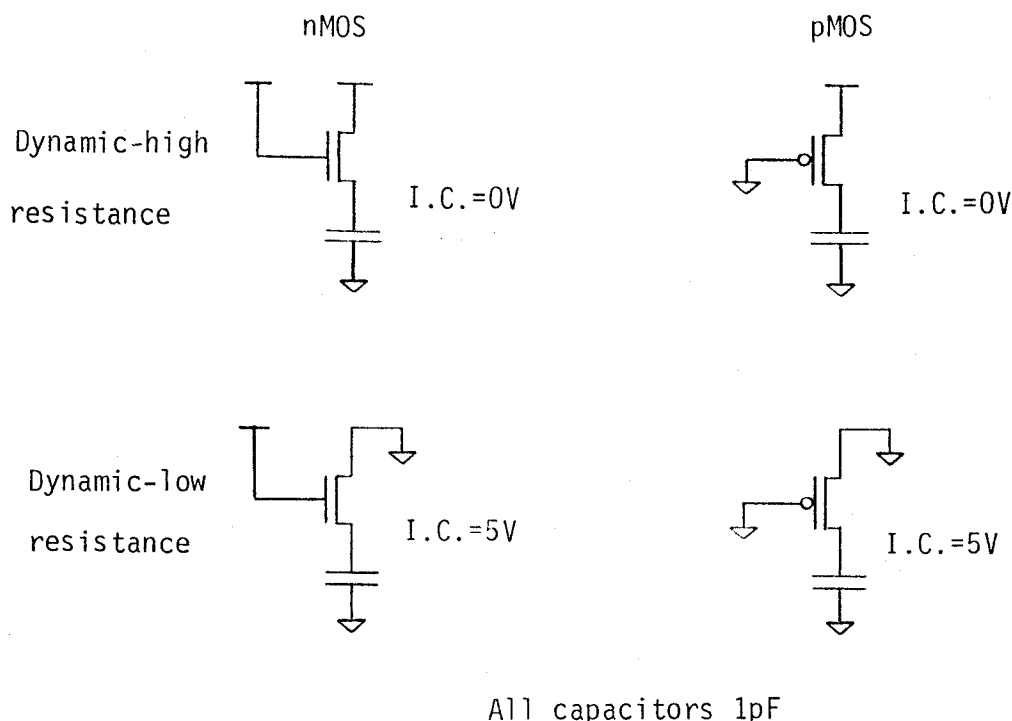 nMOS
pMOS
Dynamic-high
resistance
I.C.=0V
I.C.=0V
Dynamic-low
resistance
I.C.=5V
I.C.=5V
All capacitors 1pF